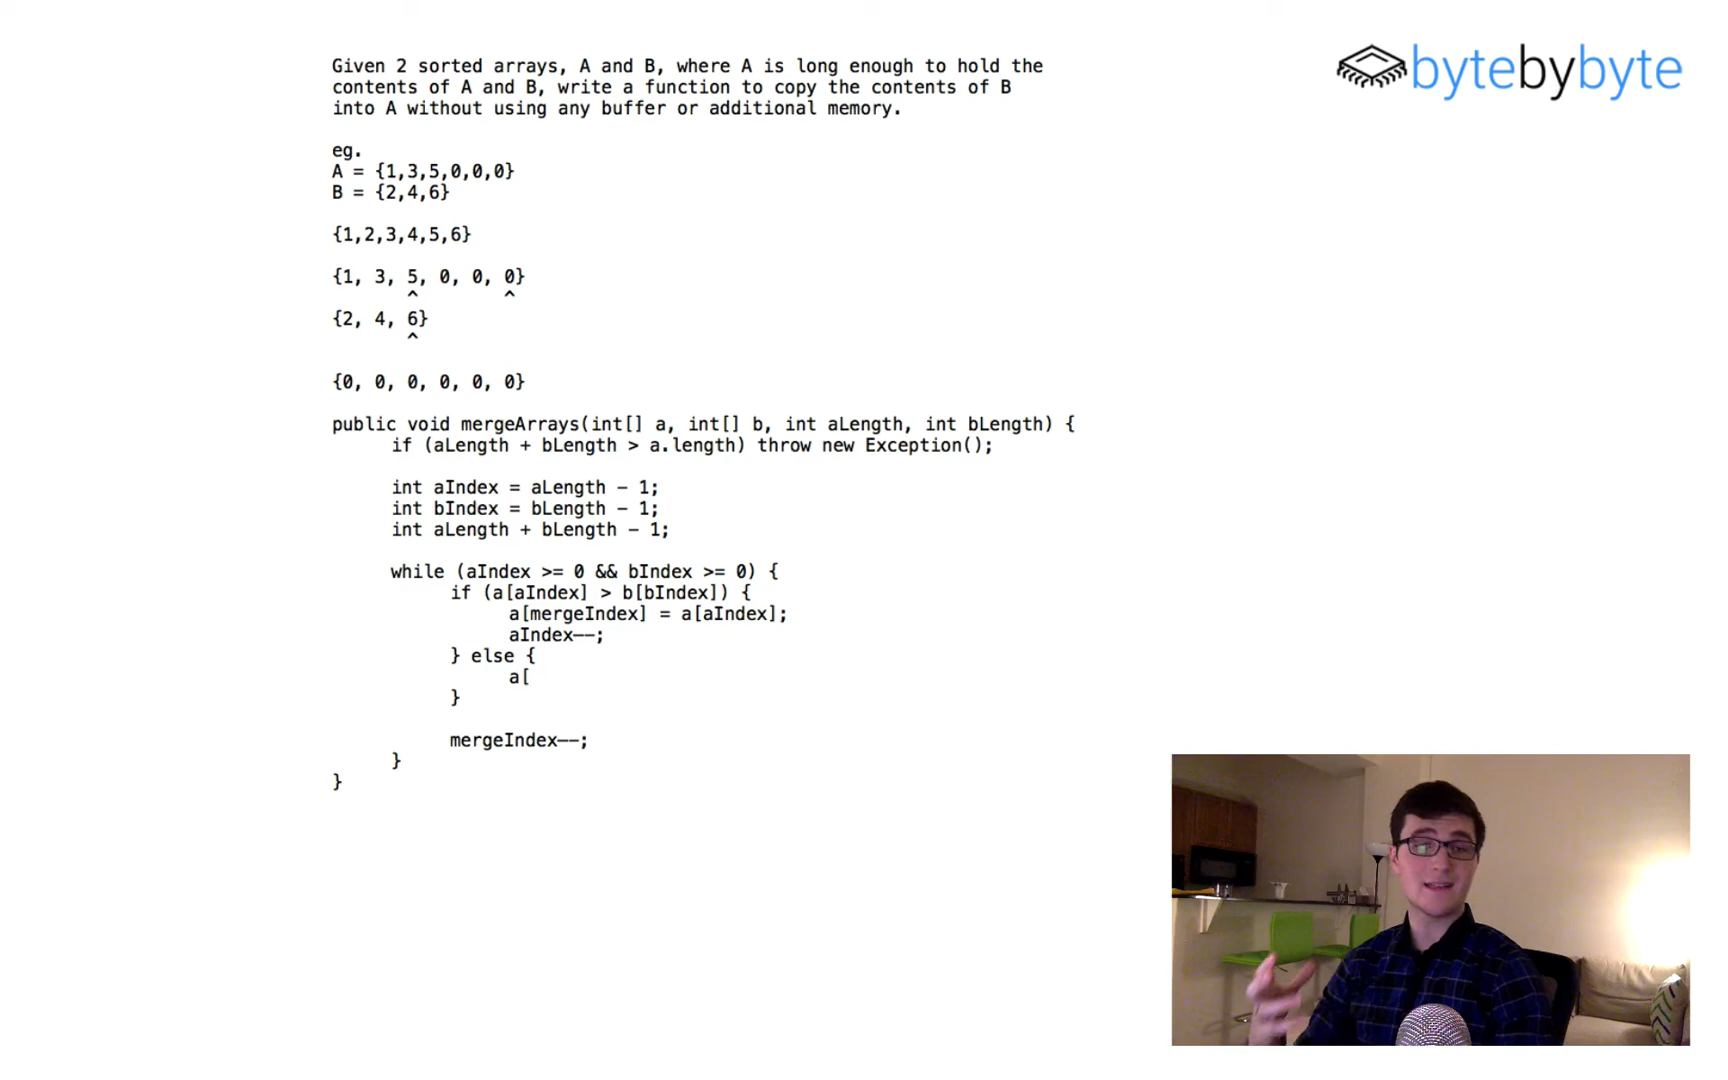 bytebybyte
Given 2 sorted arrays, A and B, where A is long enough to hold the
contents of A and B, write a function to copy the contents of B
into A without using any buffer or additional memory.
eg.
A = {1,3,5,0,0,0}
B = {2,4,6}
{1,2,3,4,5,6}
{1, 3, 5, 0, 0, 0}
^ ^
{2, 4, 6}
^
{0, 0, 0, 0, 0, 0}
public void mergeArrays(int[] a, int[] b, int aLength, int bLength) {
if (aLength + bLength > a.length) throw new Exception();
int aIndex = aLength - 1;
int bIndex = bLength - 1;
int aLength + bLength - 1;
while (aIndex >= 0 && bIndex >= 0) {
if (a[aIndex] > b[bIndex]) {
a[mergeIndex] = a[aIndex];
aIndex--;
} else {
a[
}
mergeIndex--;
}
}